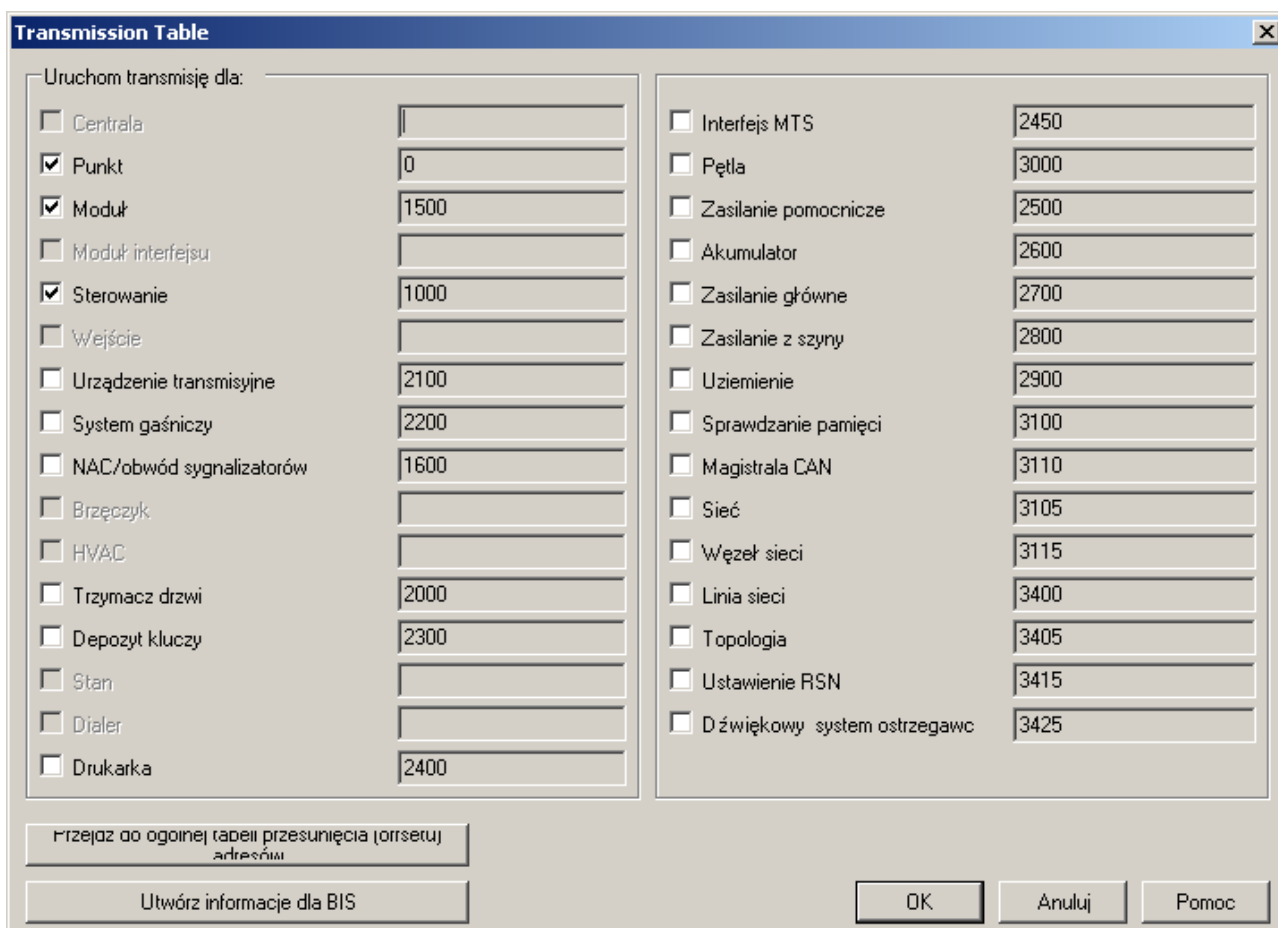 Transmission Table
Uruchom transmisję dla:
Centrala
Punkt 0
Moduł 1500
Moduł interfejsu
Sterowanie 1000
Wejście
Urządzenie transmisyjne 2100
System gaśniczy 2200
NAC/obwód sygnalizatorów 1600
Brzęczyk
HVAC
Trzymacz drzwi 2000
Depozyt kluczy 2300
Stan
Dialer
Drukarka 2400
Interfejs MTS 2450
Pętla 3000
Zasilanie pomocnicze 2500
Akumulator 2600
Zasilanie główne 2700
Zasilanie z szyny 2800
Uziemienie 2900
Sprawdzanie pamięci 3100
Magistrala CAN 3110
Sieć 3105
Węzeł sieci 3115
Linia sieci 3400
Topologia 3405
Ustawienie RSN 3415
Dźwiękowy system ostrzegawc 3425
Przejdź do ogólnej tabeli przesunięcia (offsetu)
adresów
Utwórz informacje dla BIS
OK Anuluj Pomoc